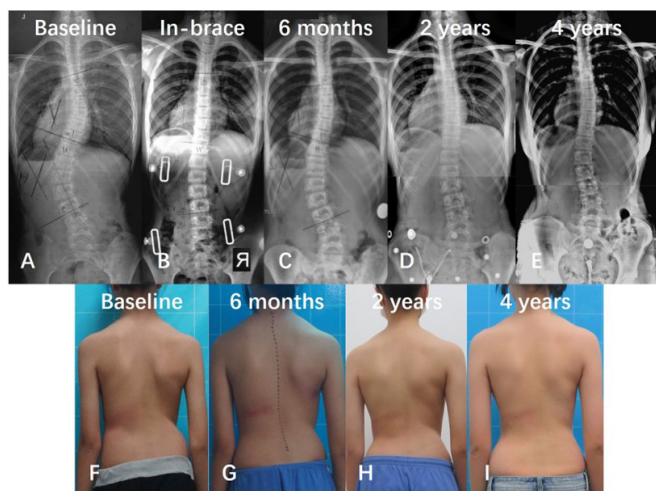 Baseline In-brace 6 months 2 years 4 years
A B R C D E
Baseline 6 months 2 years 4 years
F G H I